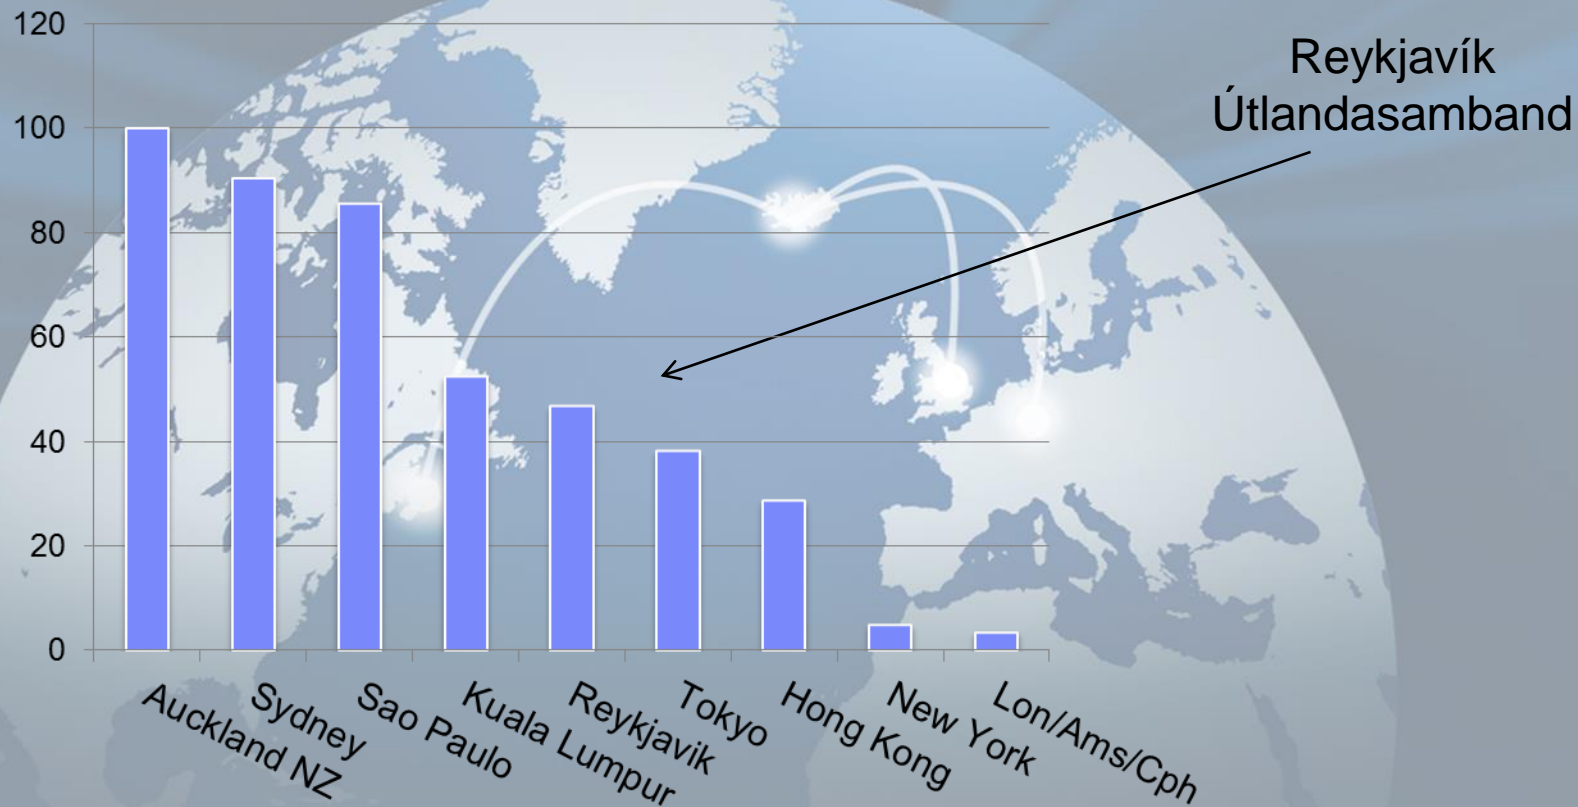 120
100
80
60
40
20
0
Reykjavík
Útlandasamband
Auckland NZ
Sydney
Sao Paulo
Kuala Lumpur
Reykjavik
Tokyo
Hong Kong
New York
Lon/Ams/Cph